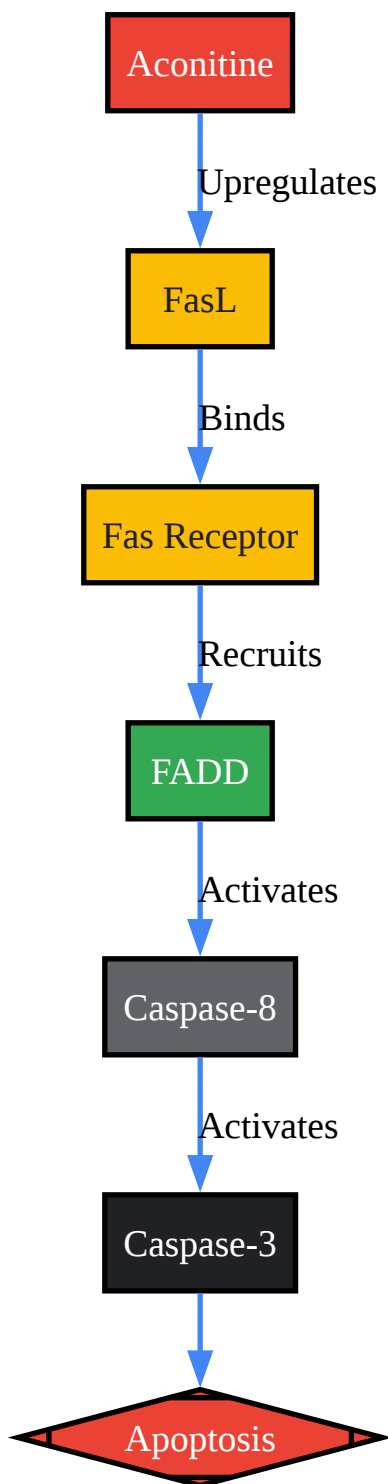 Aconitine
Upregulates
FasL
Binds
Fas Receptor
Recruits
FADD
Activates
Caspase-8
Activates
Caspase-3
Apoptosis